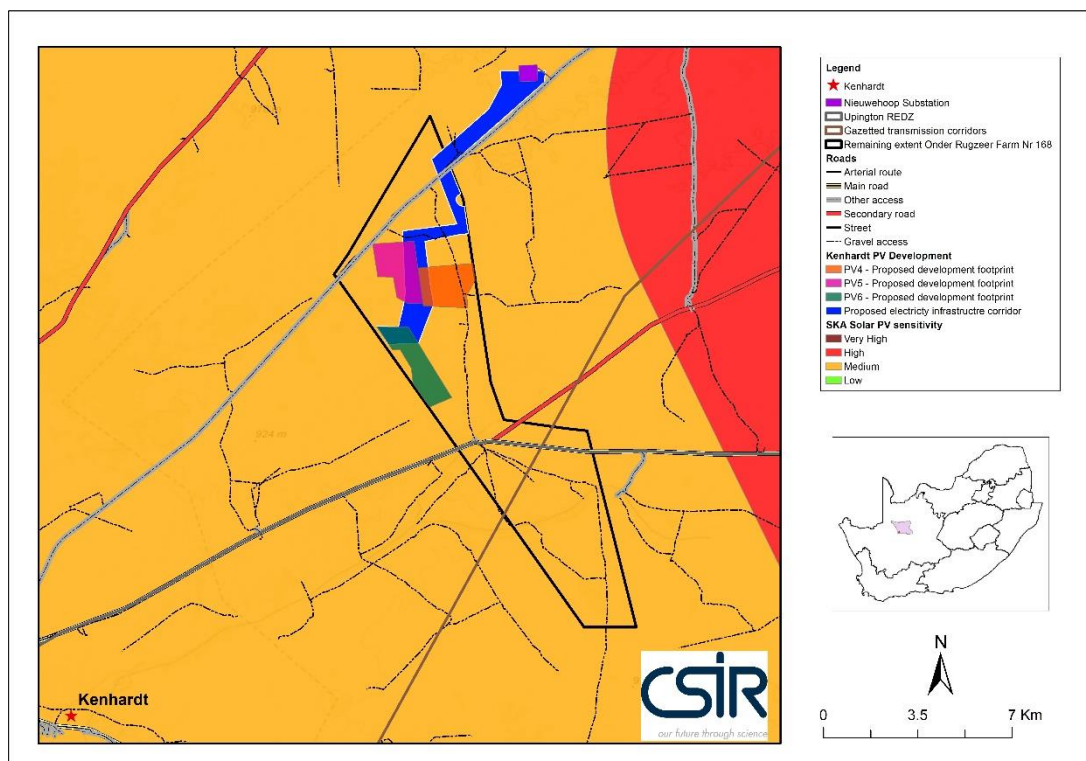 924 m
Kenhardt
CSIR
our future through science
Legend
Kenhardt
Nieuwehoop Substation
Upington REDZ
Gazetted transmission corridors
Remaining extent Onder Rugzeer Farm Nr 168
Roads
Arterial route
Main road
Other access
Secondary road
Street
Gravel access
Kenhardt PV Development
PV4 - Proposed development footprint
PV5 - Proposed development footprint
PV6 - Proposed development footprint
Proposed electricty infrastructre corridor
SKA Solar PV sensitivity
Very High
High
Medium
Low
N
0 3.5 7 Km